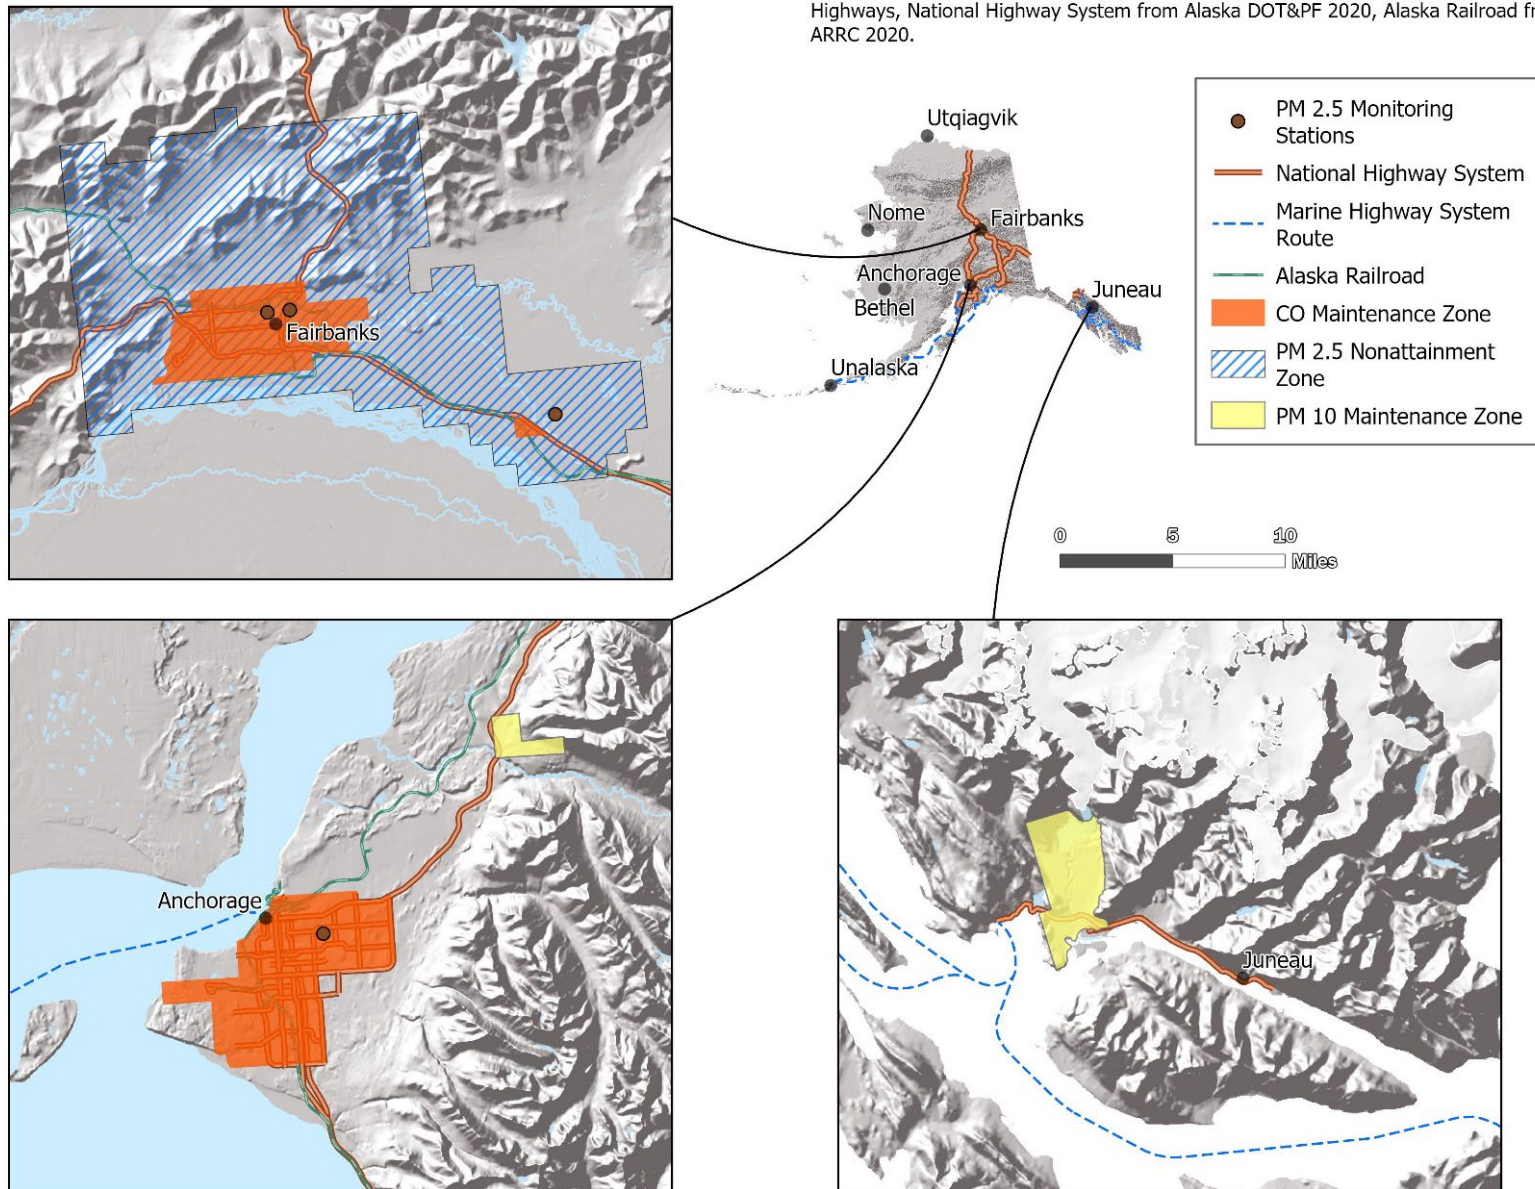 Highways, National Highway System from Alaska DOT&PF 2020, Alaska Railroad
ARRC 2020.
Utqiagvik
Nome
Fairbanks
Anchorage
Bethel
Juneau
Unalaska
PM 2.5 Monitoring
Stations
National Highway System
Marine Highway System
Route
Alaska Railroad
CO Maintenance Zone
PM 2.5 Nonattainment
Zone
PM 10 Maintenance Zone
0 5 10
Miles
Fairbanks
Anchorage
Juneau